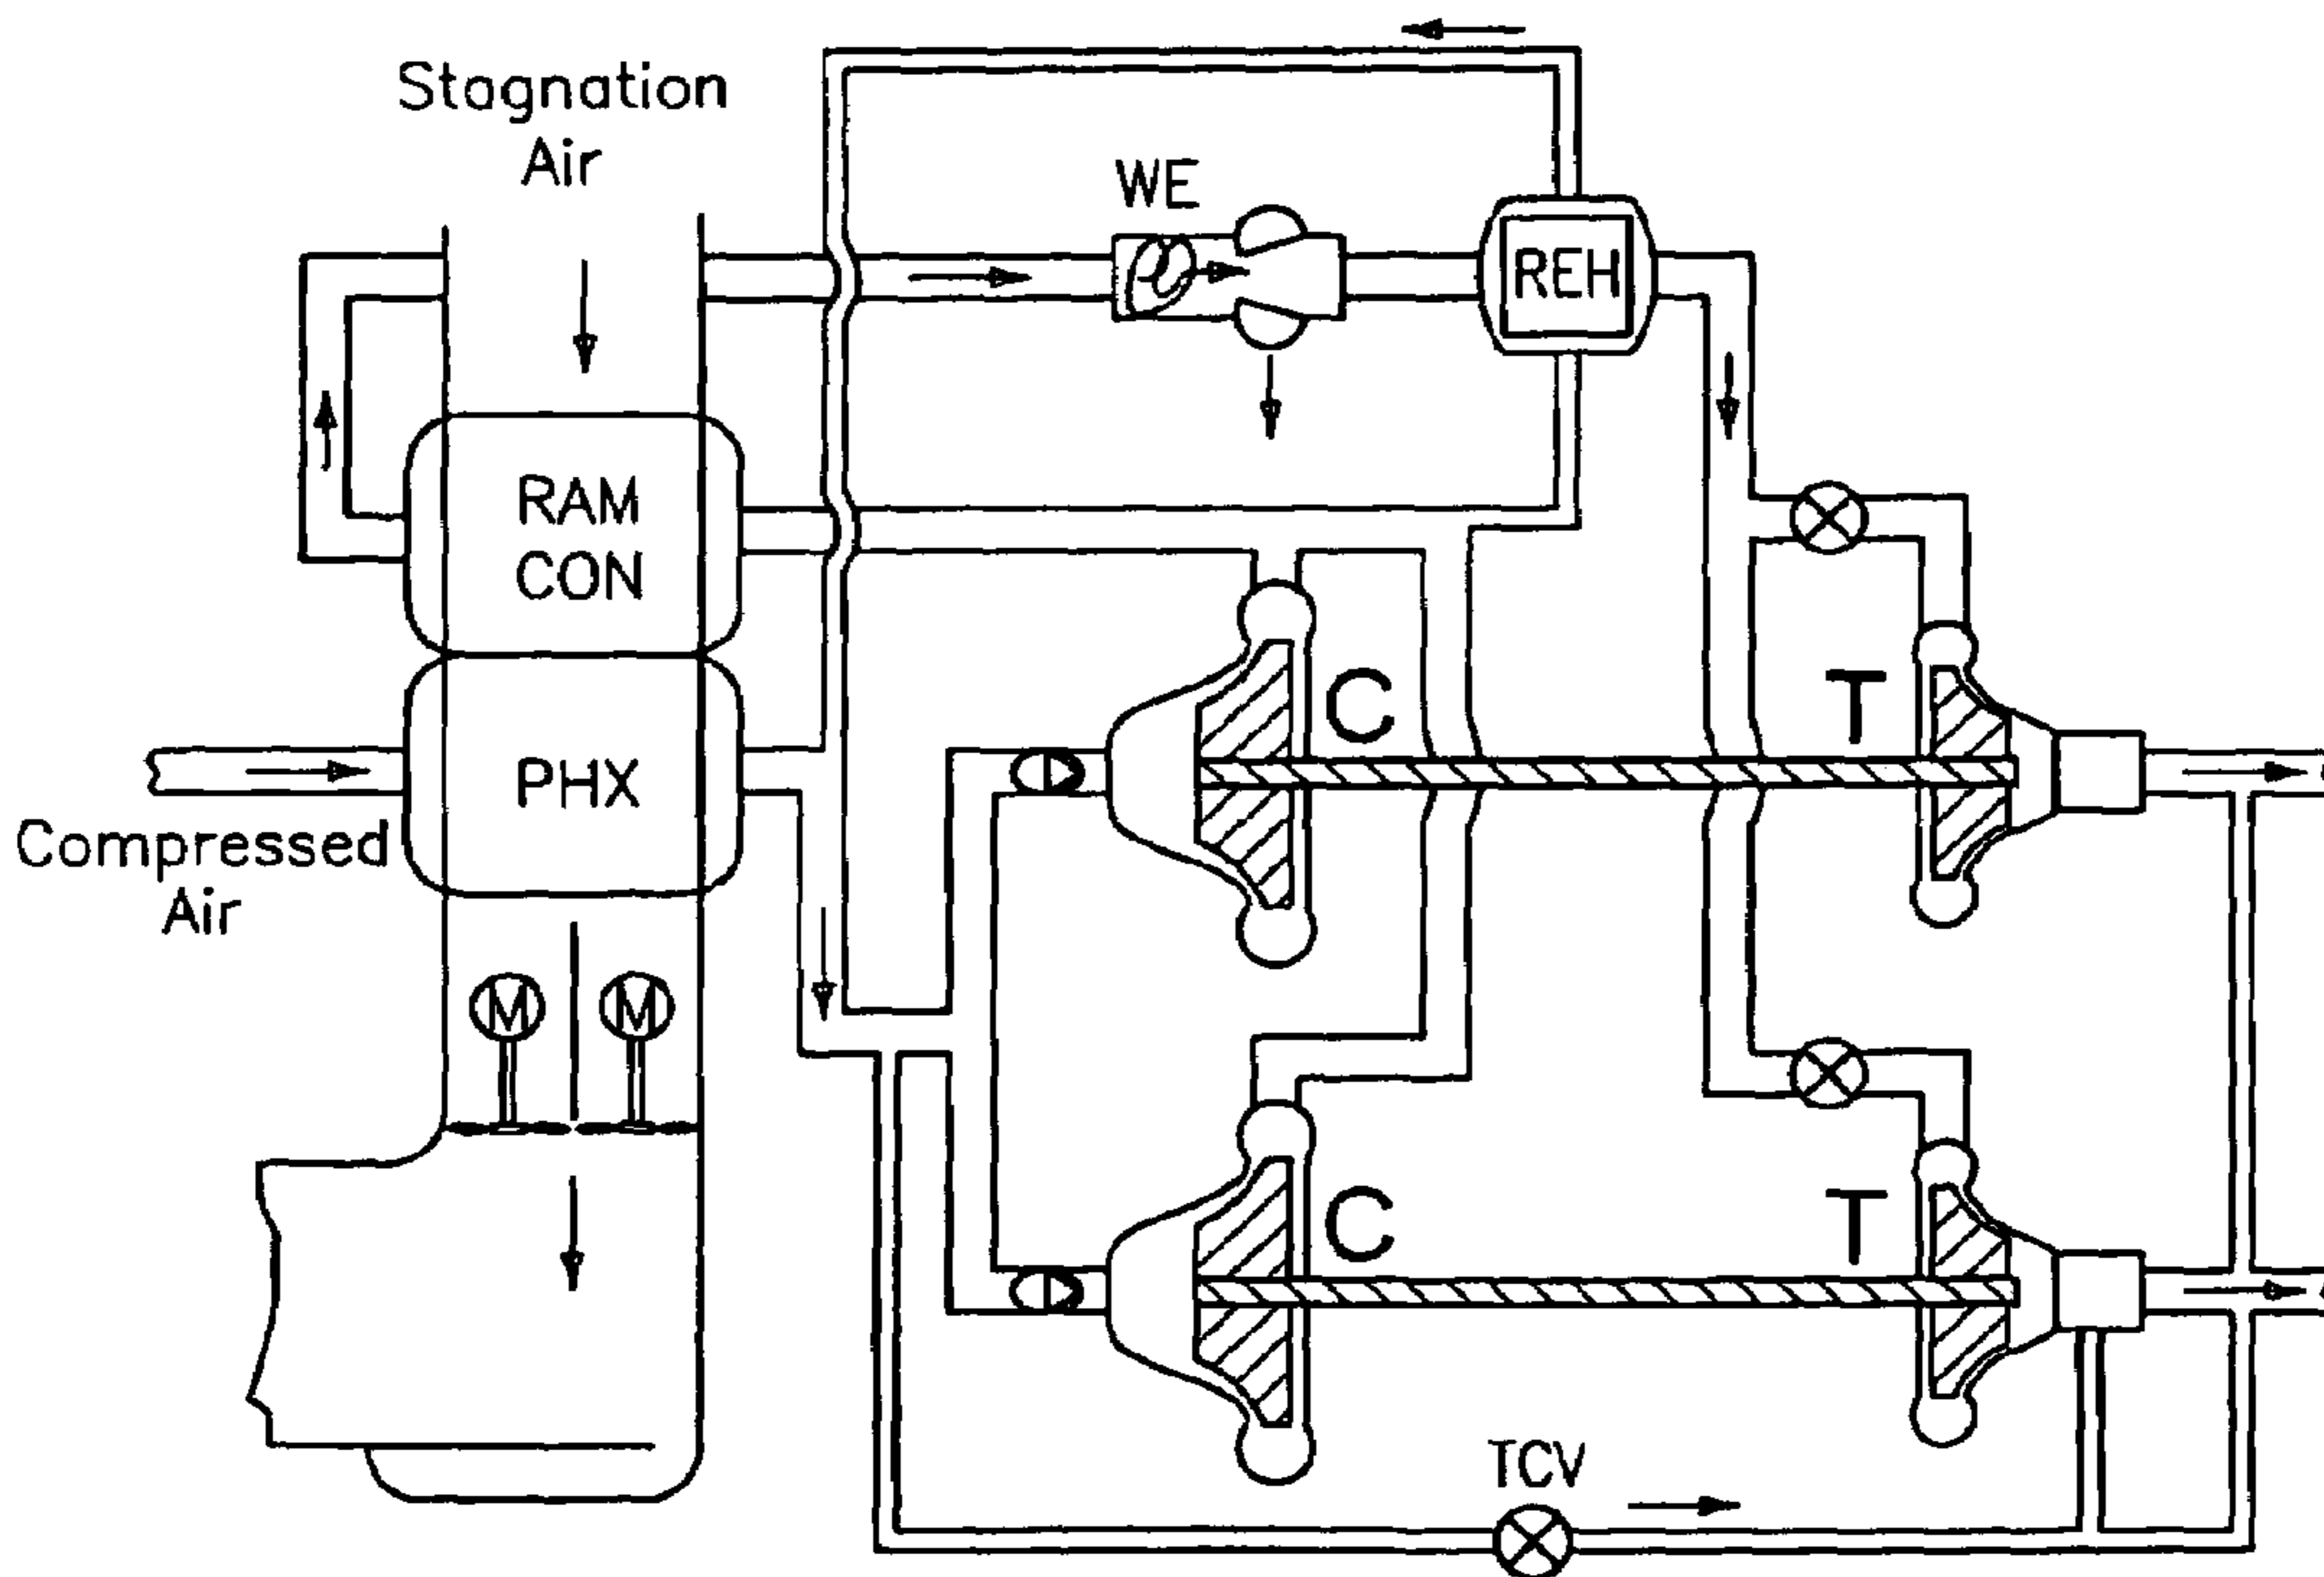 Stagnation
Air
WE
REH
RAM
CON
C
T
PHX
Compressed
Air
M
M
C
T
TCV